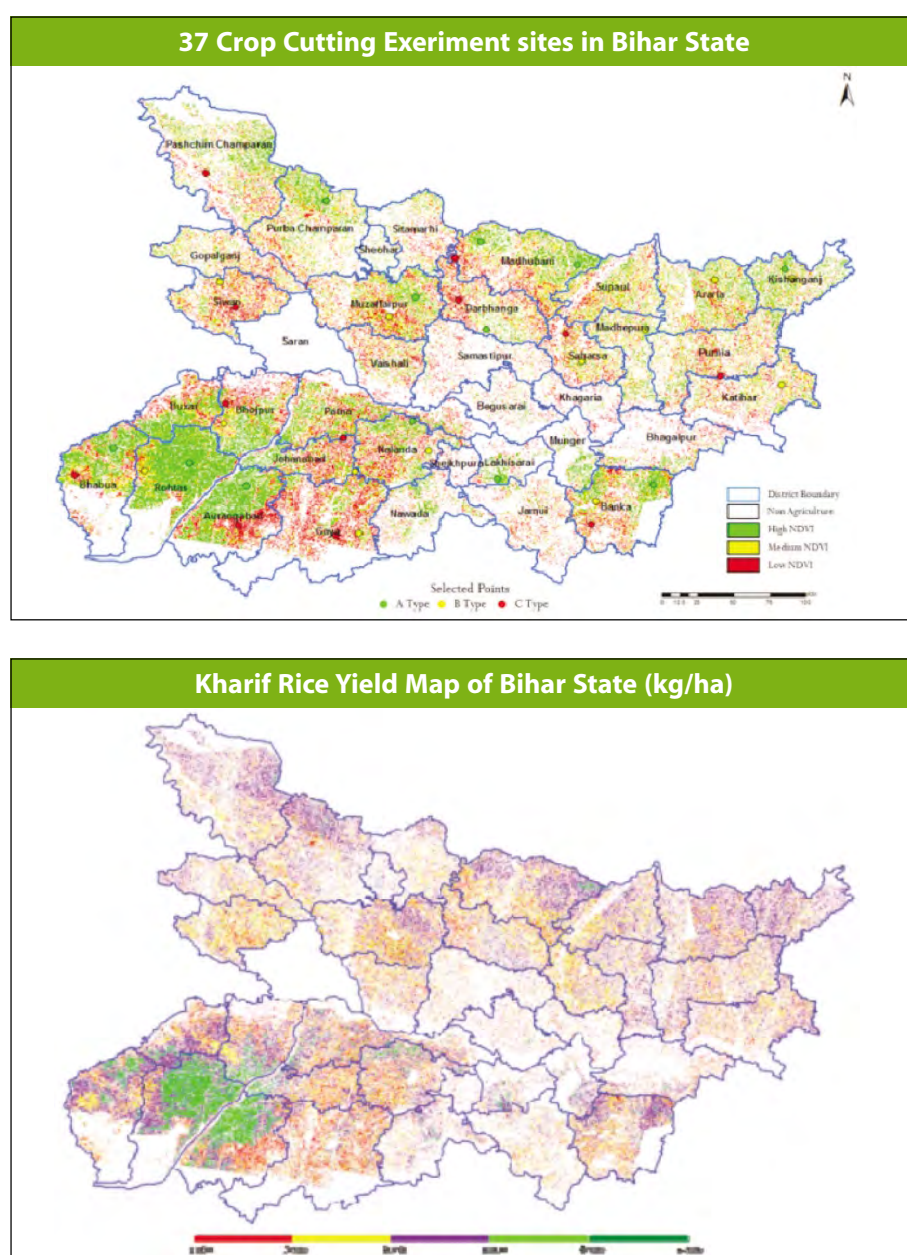 37 Crop Cutting Exeriment sites in Bihar State
N
Pashchim Champaran
Purba Champaran
Sitamarhi
Sheohar
Gopalganj
Madhubani
Supaul
Araria
Kishanganj
Siwan
Muzaffarpur
Darbhanga
Madhepura
Saran
Vaishali
Samastipur
Saharsa
Purnia
Katihar
Buxar
Bhojpur
Patna
Begusarai
Khagaria
Munger
Bhagalpur
Bhabua
Rohtas
Jehanabad
Nalanda
Sheikhpura
Lakhisarai
Aurangabad
Gaya
Nawada
Jamui
Banka
District Boundary
Non Agriculture
High NDVI
Medium NDVI
Low NDVI
Selected Points
A Type B Type C Type
Kharif Rice Yield Map of Bihar State (kg/ha)